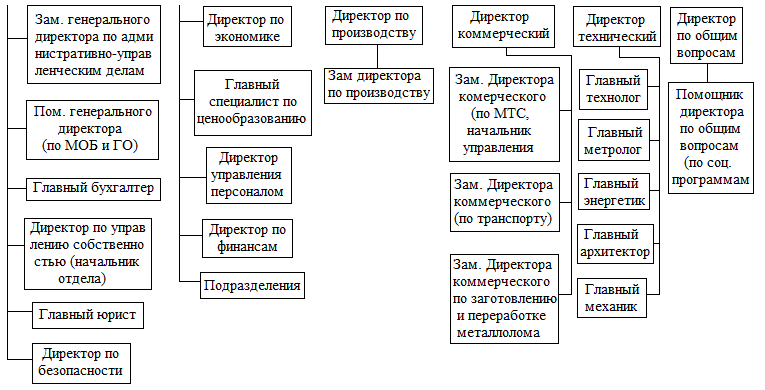 Зам. генерального
директора по адми
нистративно-управ
ленческим делам
Пом. генерального
директора
(по МОБ и ГО)
Главный бухгалтер
Директор по управ
лению собственно
стью (начальник
отдела)
Главный юрист
Директор по
безопасности
Директор по
экономике
Главный
специалист по
ценообразованию
Директор
управления
персоналом
Директор по
финансам
Подразделения
Директор по
производству
Зам директора
по производству
Директор
коммерческий
Зам. Директора
комерческого
(по МТС,
начальник
управления
Зам. Директора
коммерческого
(по транспорту)
Зам. Директора
коммерческого
по заготовлению
и переработке
металлолома
Директор
технический
Главный
технолог
Главный
метролог
Главный
энергетик
Главный
архитектор
Главный
механик
Директор
по общим
вопросам
Помощник
директора
по общим
вопросам
(по соц.
программам